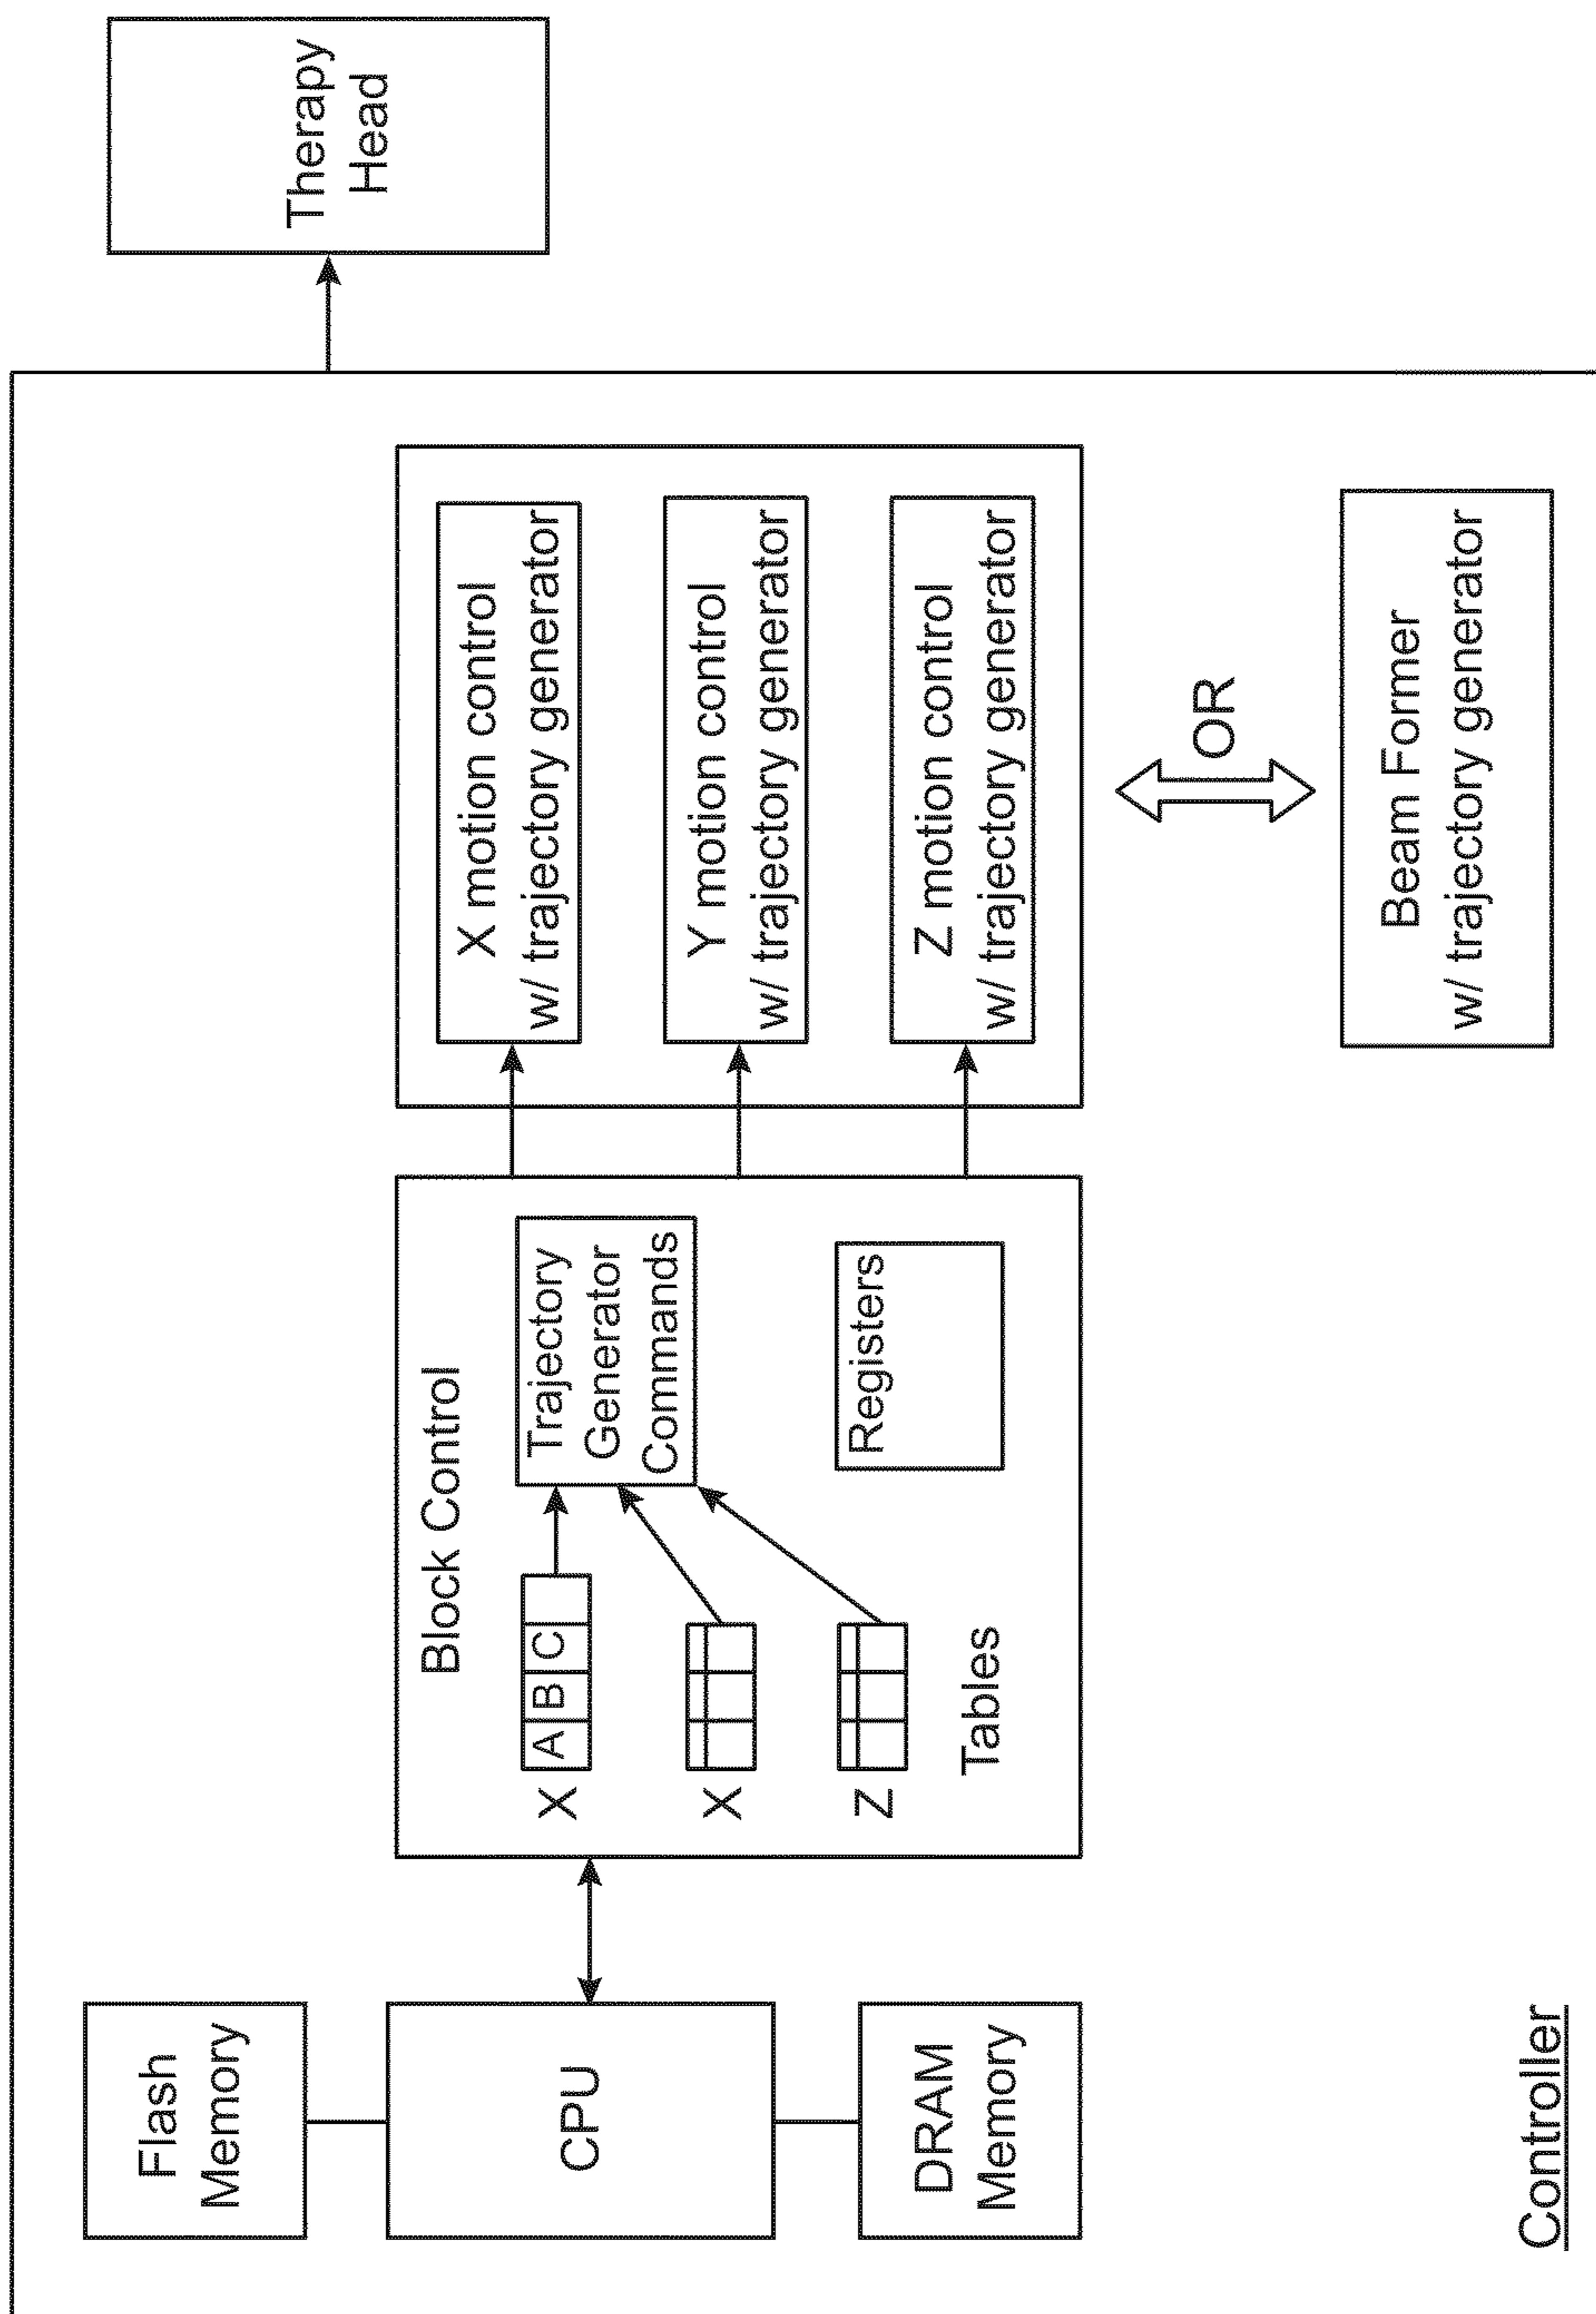 Flash
Memory
CPU
DRAM
Memory
Block Control
X
A B C
X
Z
Tables
Trajectory
Generator
Commands
Registers
X motion control
w/ trajectory generator
Y motion control
w/ trajectory generator
Z motion control
w/ trajectory generator
OR
Beam Former
w/ trajectory generator
Therapy
Head
Controller